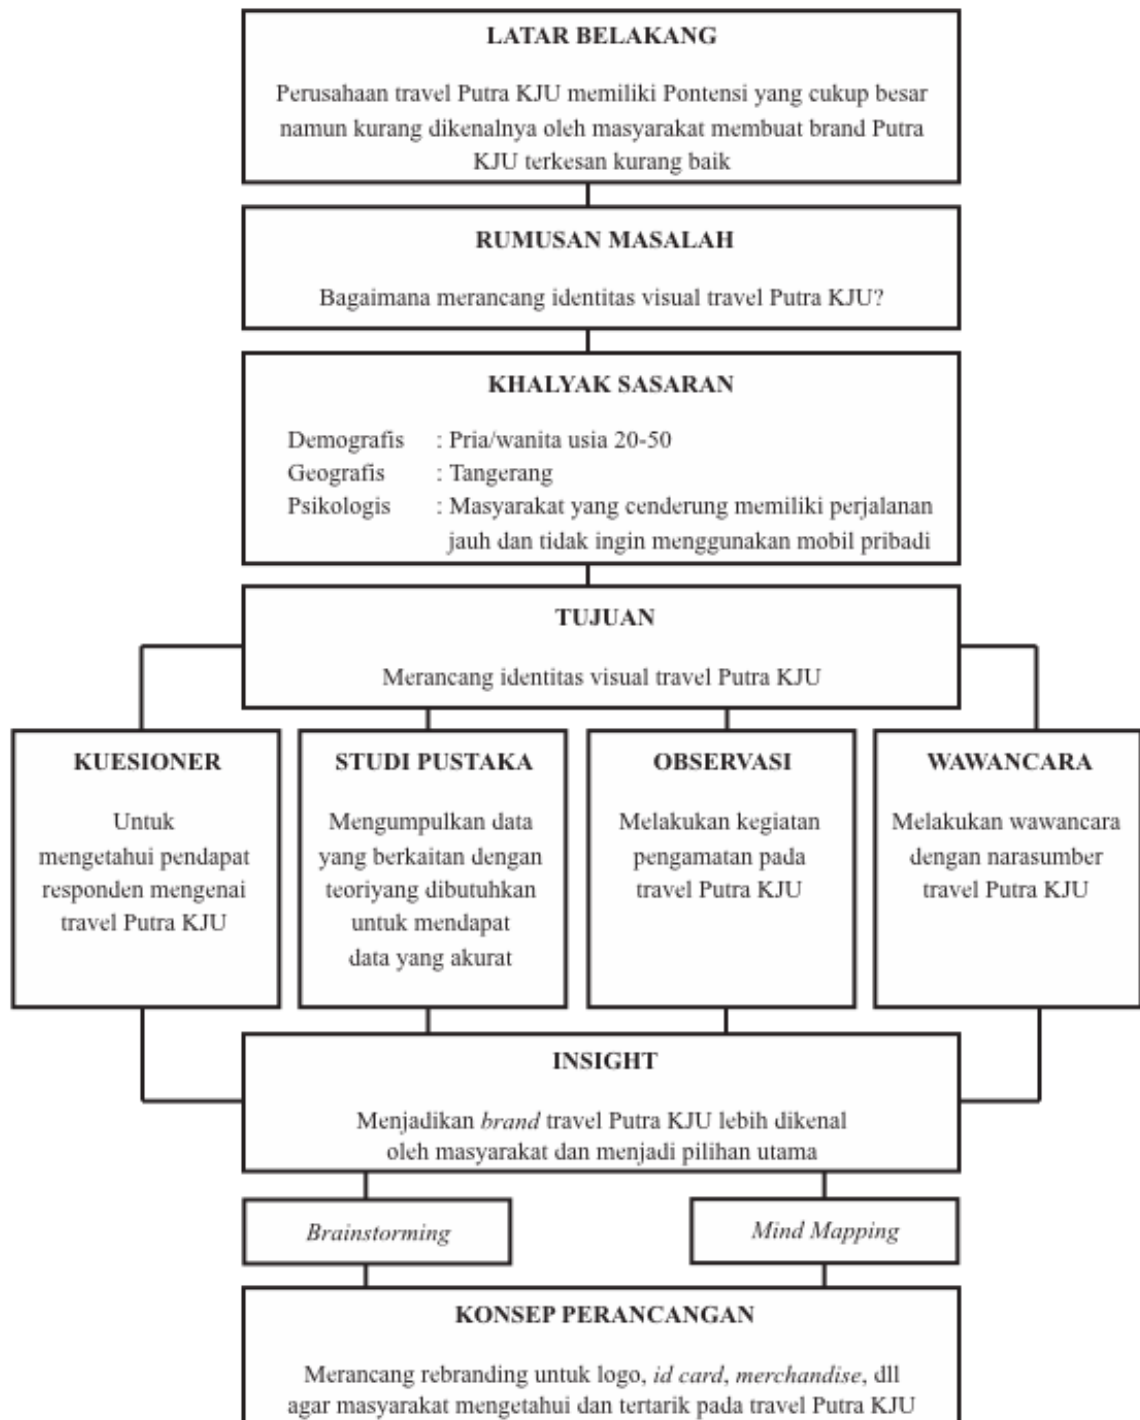 LATAR BELAKANG
Perusahaan travel Putra KJU memiliki Pontensi yang cukup besar
namun kurang dikenalnya oleh masyarakat membuat brand Putra
KJU terkesan kurang baik
RUMUSAN MASALAH
Bagaimana merancang identitas visual travel Putra KJU?
KHALYAK SASARAN
Demografis : Pria/wanita usia 20-50
Geografis : Tangerang
Psikologis : Masyarakat yang cenderung memiliki perjalanan
jauh dan tidak ingin menggunakan mobil pribadi
TUJUAN
Merancang identitas visual travel Putra KJU
KUESIONER
Untuk
mengetahui pendapat
responden mengenai
travel Putra KJU
STUDI PUSTAKA
Mengumpulkan data
yang berkaitan dengan
teoriyang dibutuhkan
untuk mendapat
data yang akurat
OBSERVASI
Melakukan kegiatan
pengamatan pada
travel Putra KJU
WAWANCARA
Melakukan wawancara
dengan narasumber
travel Putra KJU
INSIGHT
Menjadikan brand travel Putra KJU lebih dikenal
oleh masyarakat dan menjadi pilihan utama
Brainstorming
Mind Mapping
KONSEP PERANCANGAN
Merancang rebranding untuk logo, id card, merchandise, dll
agar masyarakat mengetahui dan tertarik pada travel Putra KJU